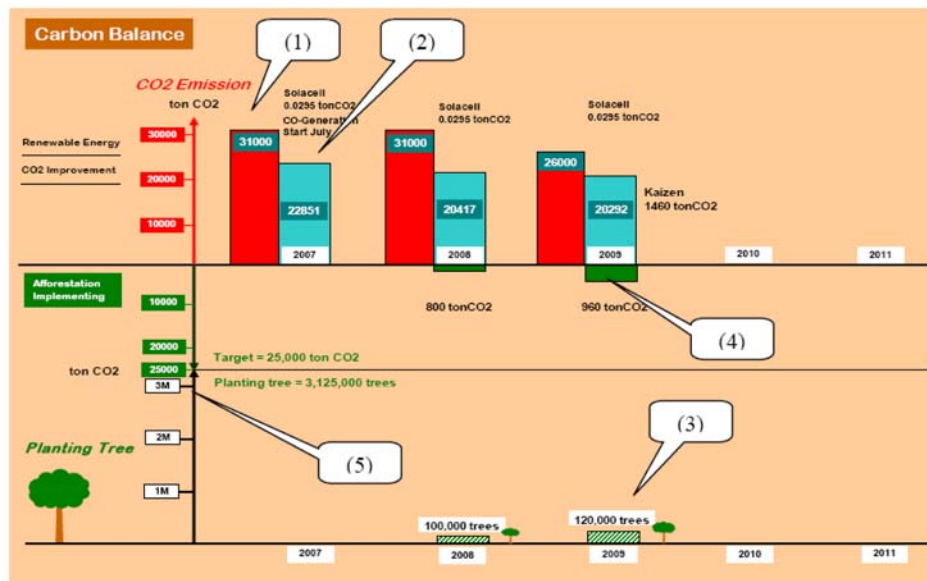 Carbon Balance
(1)
(2)
CO2 Emission
ton CO2
Solacell
0.0295 tonCO2
CO-Generation
Start July
Solacell
0.0295 tonCO2
Solacell
0.0295 tonCO2
Renewable Energy
CO2 Improvement
30000
20000
10000
31000
22851
31000
20417
26000
20292
Kaizen
1460 tonCO2
2007
2008
2009
2010
2011
Afforestation
Implementing
10000
20000
25000
ton CO2
800 tonCO2
960 tonCO2
(4)
Target = 25,000 ton CO2
Planting tree = 3,125,000 trees
3M
2M
1M
Planting Tree
(5)
(3)
100,000 trees
120,000 trees
2007
2008
2009
2010
2011